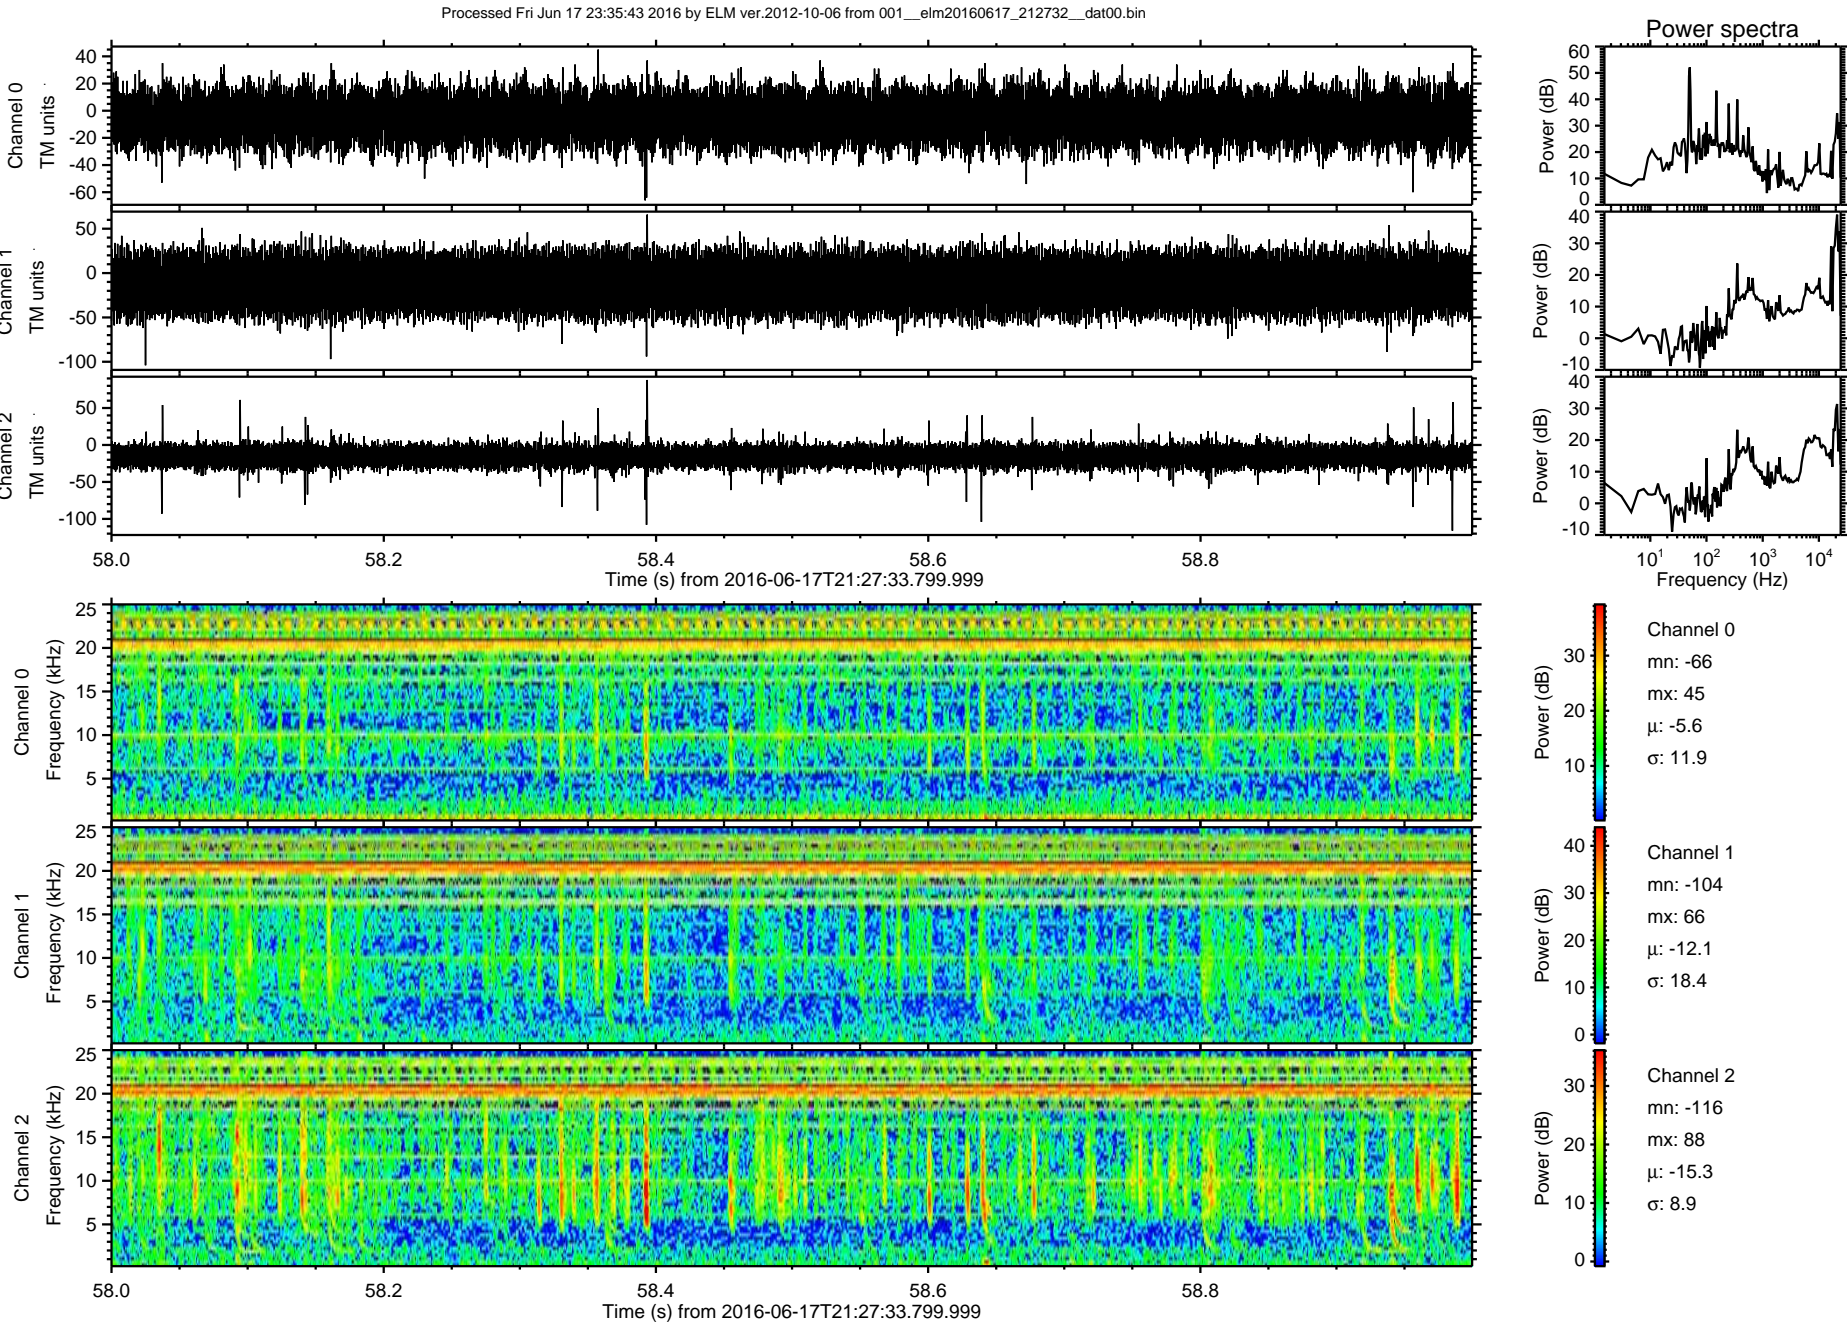 Processed Fri Jun 17 23:35:43 2016 by ELM ver.2012-10-06 from 001__elm20160617_212732__dat00.bin
Power spectra
Channel 0
TM units
40
20
0
-20
-40
-60
Power (dB)
60
50
40
30
20
10
0
Channel 1
TM units
50
0
-50
-100
Power (dB)
40
30
20
10
0
-10
Channel 2
TM units
50
0
-50
-100
Power (dB)
40
30
20
10
0
-10
58.0 58.2 58.4 58.6 58.8
Time (s) from 2016-06-17T21:27:33.799.999
10¹ 10² 10³ 10⁴
Frequency (Hz)
Channel 0
Frequency (kHz)
25
20
15
10
5
Power (dB)
30
20
10
Channel 0
mn: -66
mx: 45
μ: -5.6
σ: 11.9
Channel 1
Frequency (kHz)
25
20
15
10
5
Power (dB)
40
30
20
10
0
Channel 1
mn: -104
mx: 66
μ: -12.1
σ: 18.4
Channel 2
Frequency (kHz)
25
20
15
10
5
Power (dB)
30
20
10
0
Channel 2
mn: -116
mx: 88
μ: -15.3
σ: 8.9
58.0 58.2 58.4 58.6 58.8
Time (s) from 2016-06-17T21:27:33.799.999